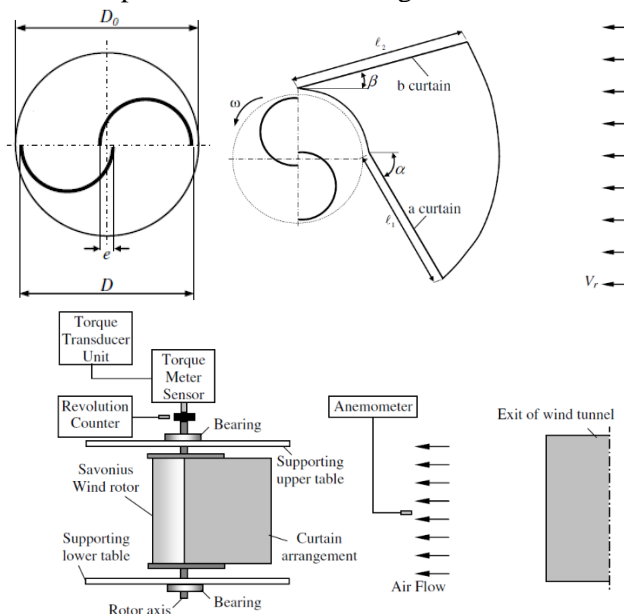 D₀
e
D
ω
ℓ₂
β
b curtain
α
a curtain
ℓ₁
Vᵣ
Torque
Transducer
Unit
Torque
Meter
Sensor
Revolution
Counter
Bearing
Supporting
upper table
Savonius
Wind rotor
Curtain
arrangement
Supporting
lower table
Bearing
Rotor axis
Anemometer
Air Flow
Exit of wind tunnel